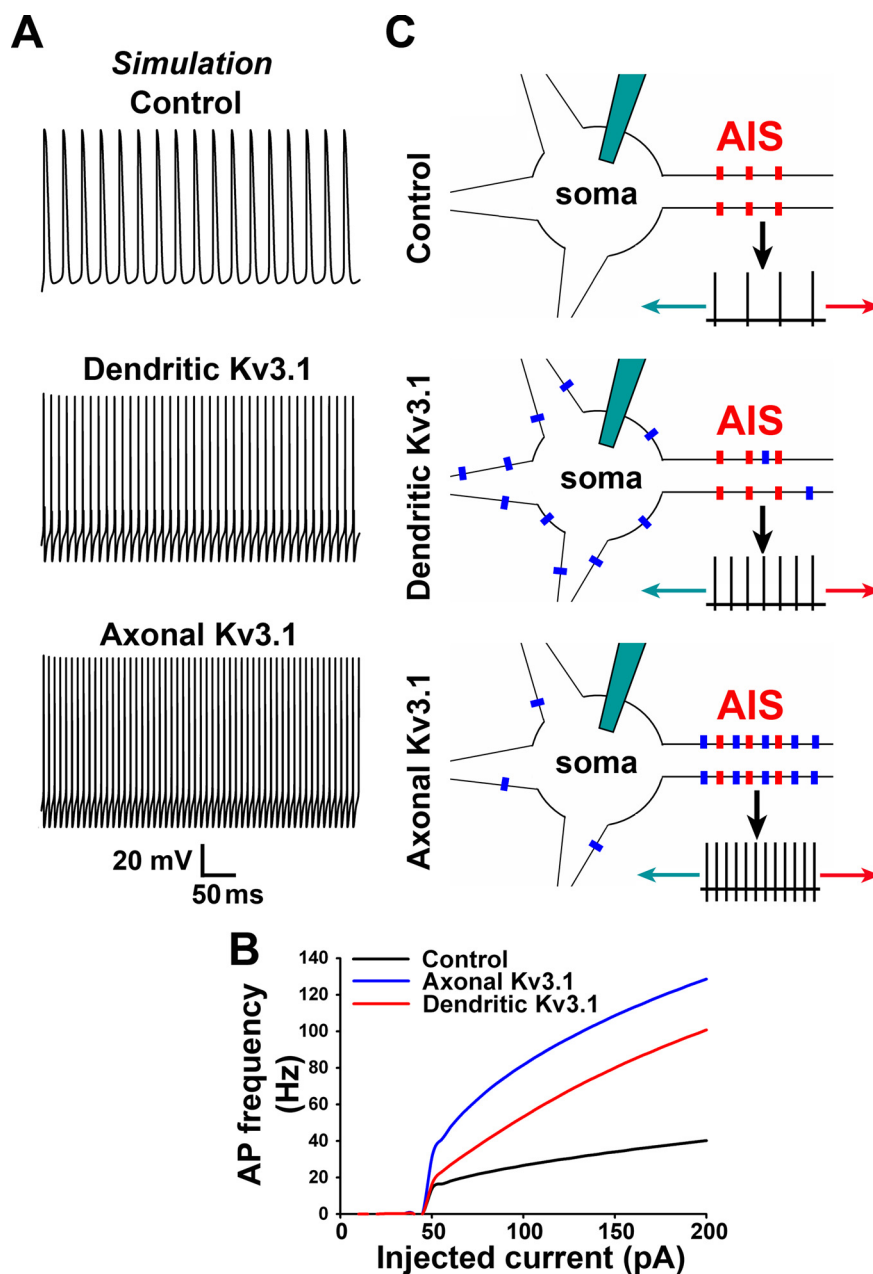 A
Simulation
Control
Dendritic Kv3.1
Axonal Kv3.1
20 mV
50 ms
C
Control
soma
AIS
Dendritic Kv3.1
soma
AIS
Axonal Kv3.1
soma
AIS
B
AP frequency
(Hz)
140
120
100
80
60
40
20
0
Control
Axonal Kv3.1
Dendritic Kv3.1
0 50 100 150 200
Injected current (pA)